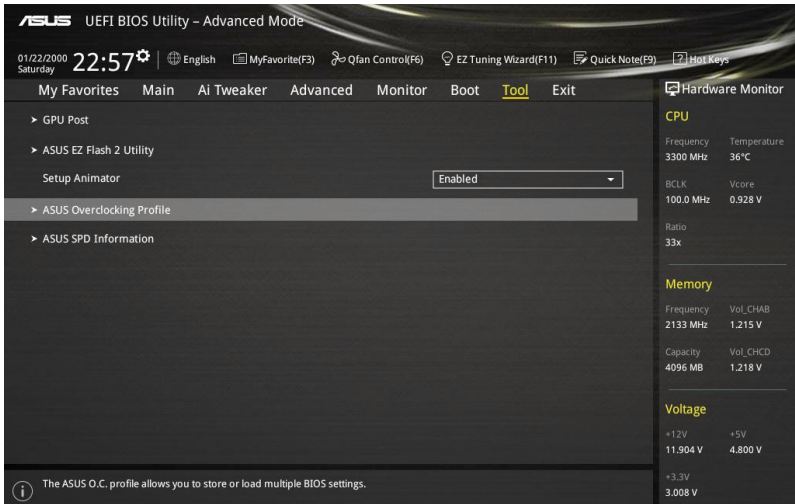 ASUS UEFI BIOS Utility – Advanced Mode
01/22/2000
Saturday
22:57
English
MyFavorite(F3)
Qfan Control(F6)
EZ Tuning Wizard(F11)
Quick Note(F9)
? Hot Keys
My Favorites
Main
Ai Tweaker
Advanced
Monitor
Boot
Tool
Exit
> GPU Post
> ASUS EZ Flash 2 Utility
Setup Animator
Enabled
> ASUS Overclocking Profile
> ASUS SPD Information
i The ASUS O.C. profile allows you to store or load multiple BIOS settings.
Hardware Monitor
CPU
Frequency Temperature
3300 MHz 36°C
BCLK Vcore
100.0 MHz 0.928 V
Ratio
33x
Memory
Frequency Vol_CHAB
2133 MHz 1.215 V
Capacity Vol_CHCD
4096 MB 1.218 V
Voltage
+12V +5V
11.904 V 4.800 V
+3.3V
3.008 V